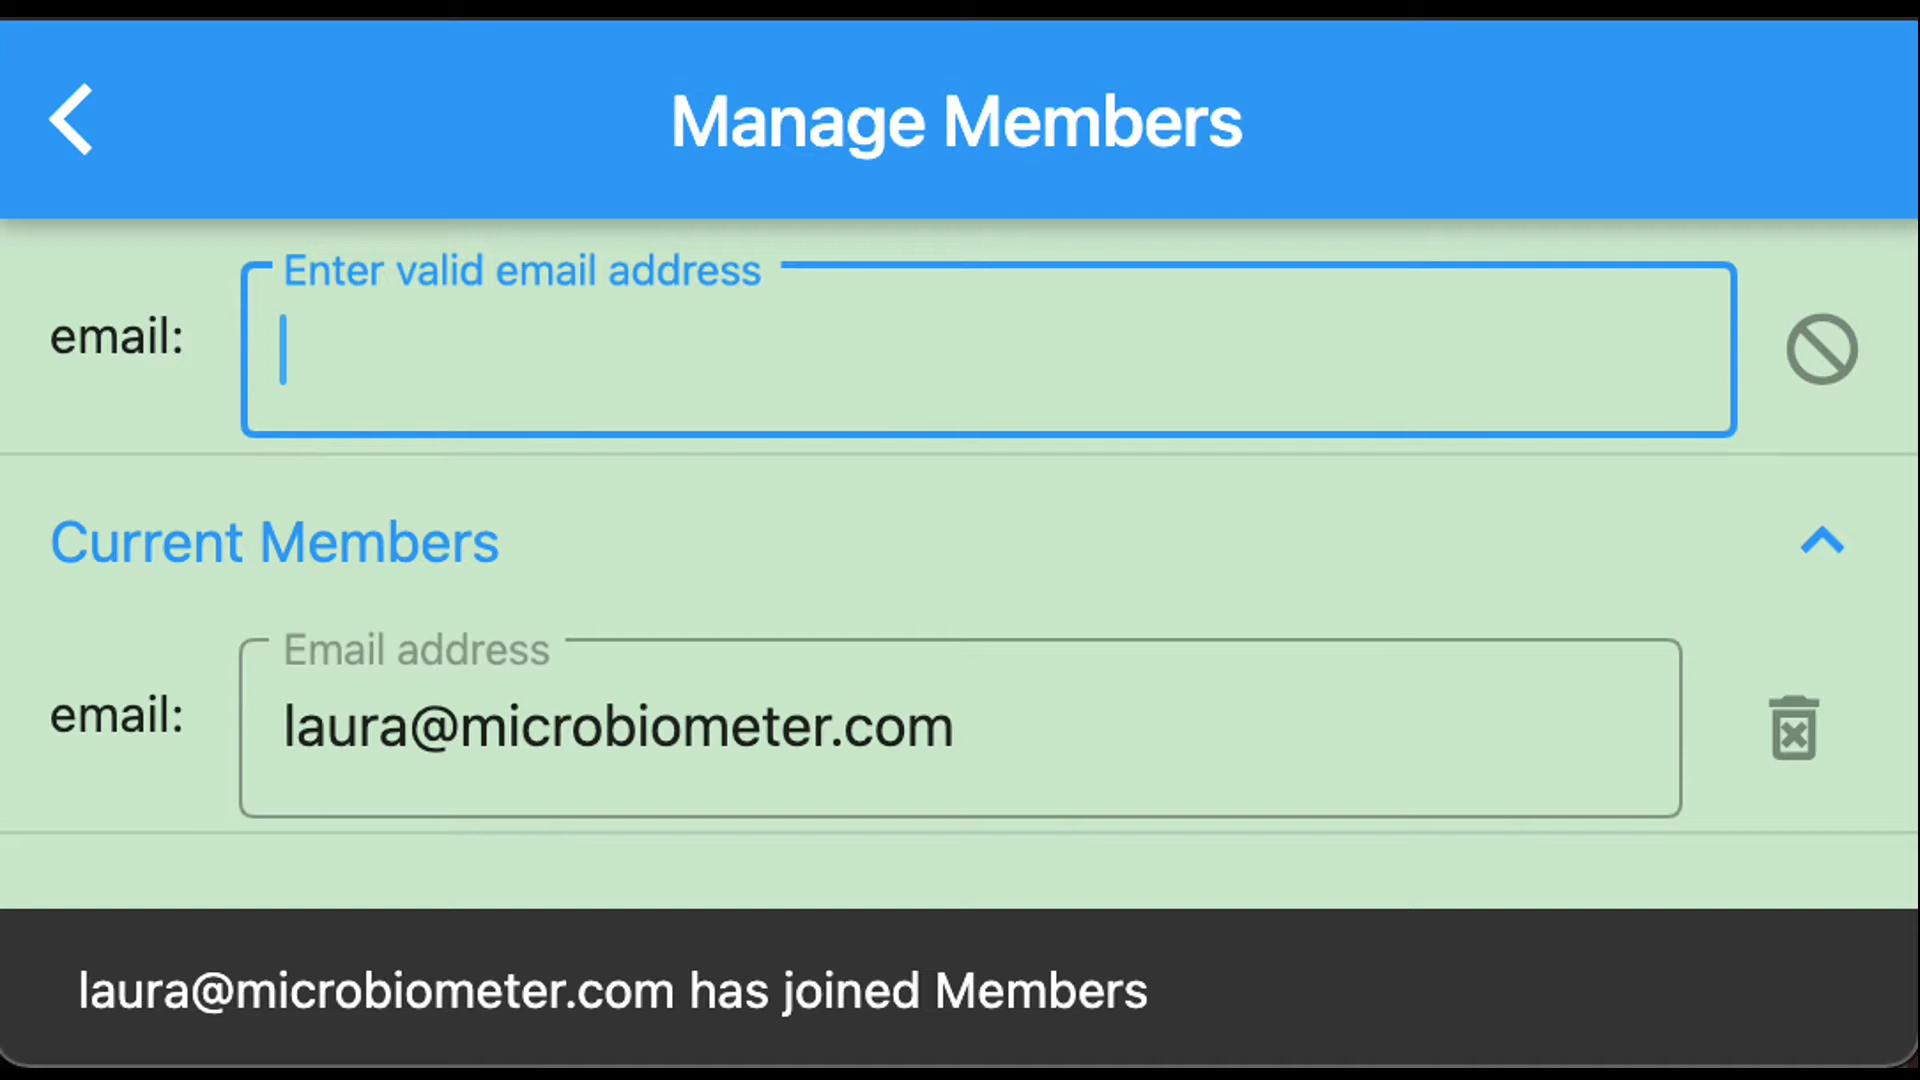 Manage Members
Enter valid email address
email:
Current Members
Email address
email:
laura@microbiometer.com
laura@microbiometer.com has joined Members